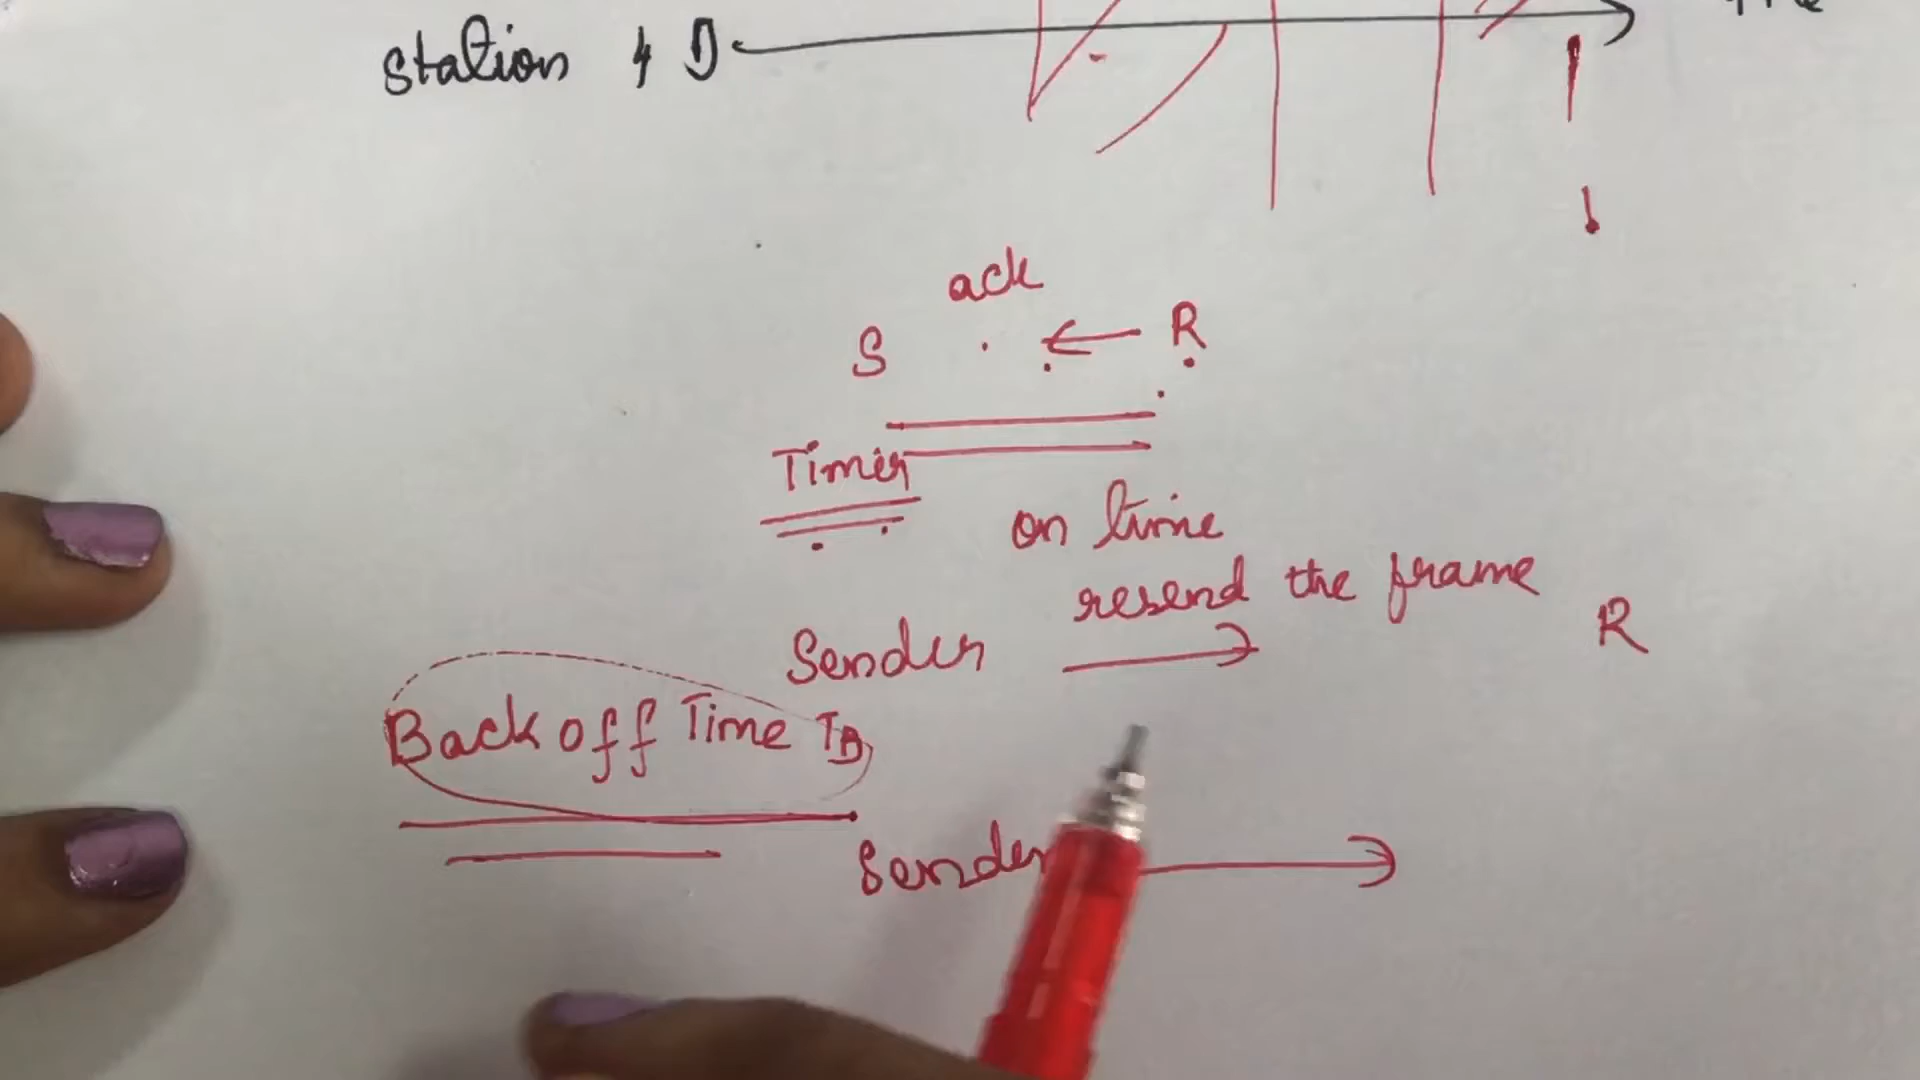 Station 4 D
ack
S R
Timer
on time
resend the frame
Sender R
Back off Time TB
Sender